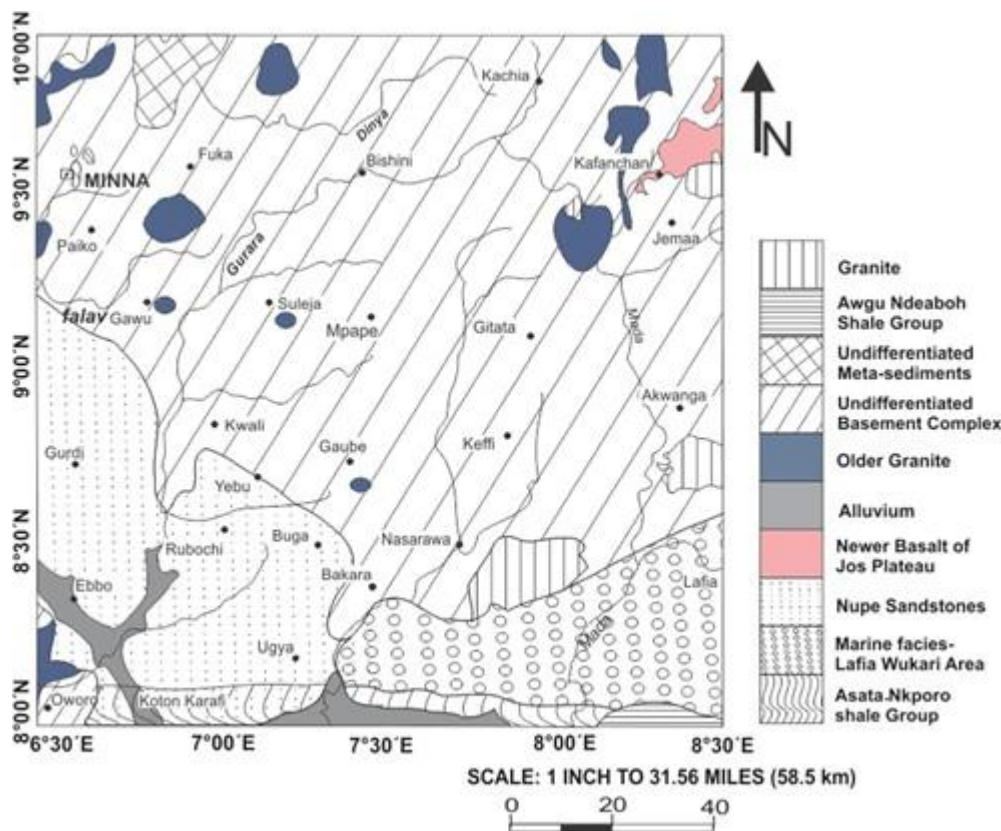 10°00´N
9°30´N
9°00´N
8°30´N
8°00´N
Kachia
Dinya
Fuka
Bishini
Kafanchan
MINNA
Paiko
Gurara
Jemaa
falav
Gawu
Suleja
Mpape
Gitata
Mada
Akwanga
Kwali
Gaube
Keffi
Gurdi
Yebu
Rubochi
Buga
Nasarawa
Ebbo
Bakara
Lafia
Mada
Ugya
Oworo
Koton Karafi
6°30´E
7°00´E
7°30´E
8°00´E
8°30´E
N
Granite
Awgu Ndeaboh
Shale Group
Undifferentiated
Meta-sediments
Undifferentiated
Basement Complex
Older Granite
Alluvium
Newer Basalt of
Jos Plateau
Nupe Sandstones
Marine facies-
Lafia Wukari Area
Asata-Nkporo
shale Group
SCALE: 1 INCH TO 31.56 MILES (58.5 km)
0 20 40